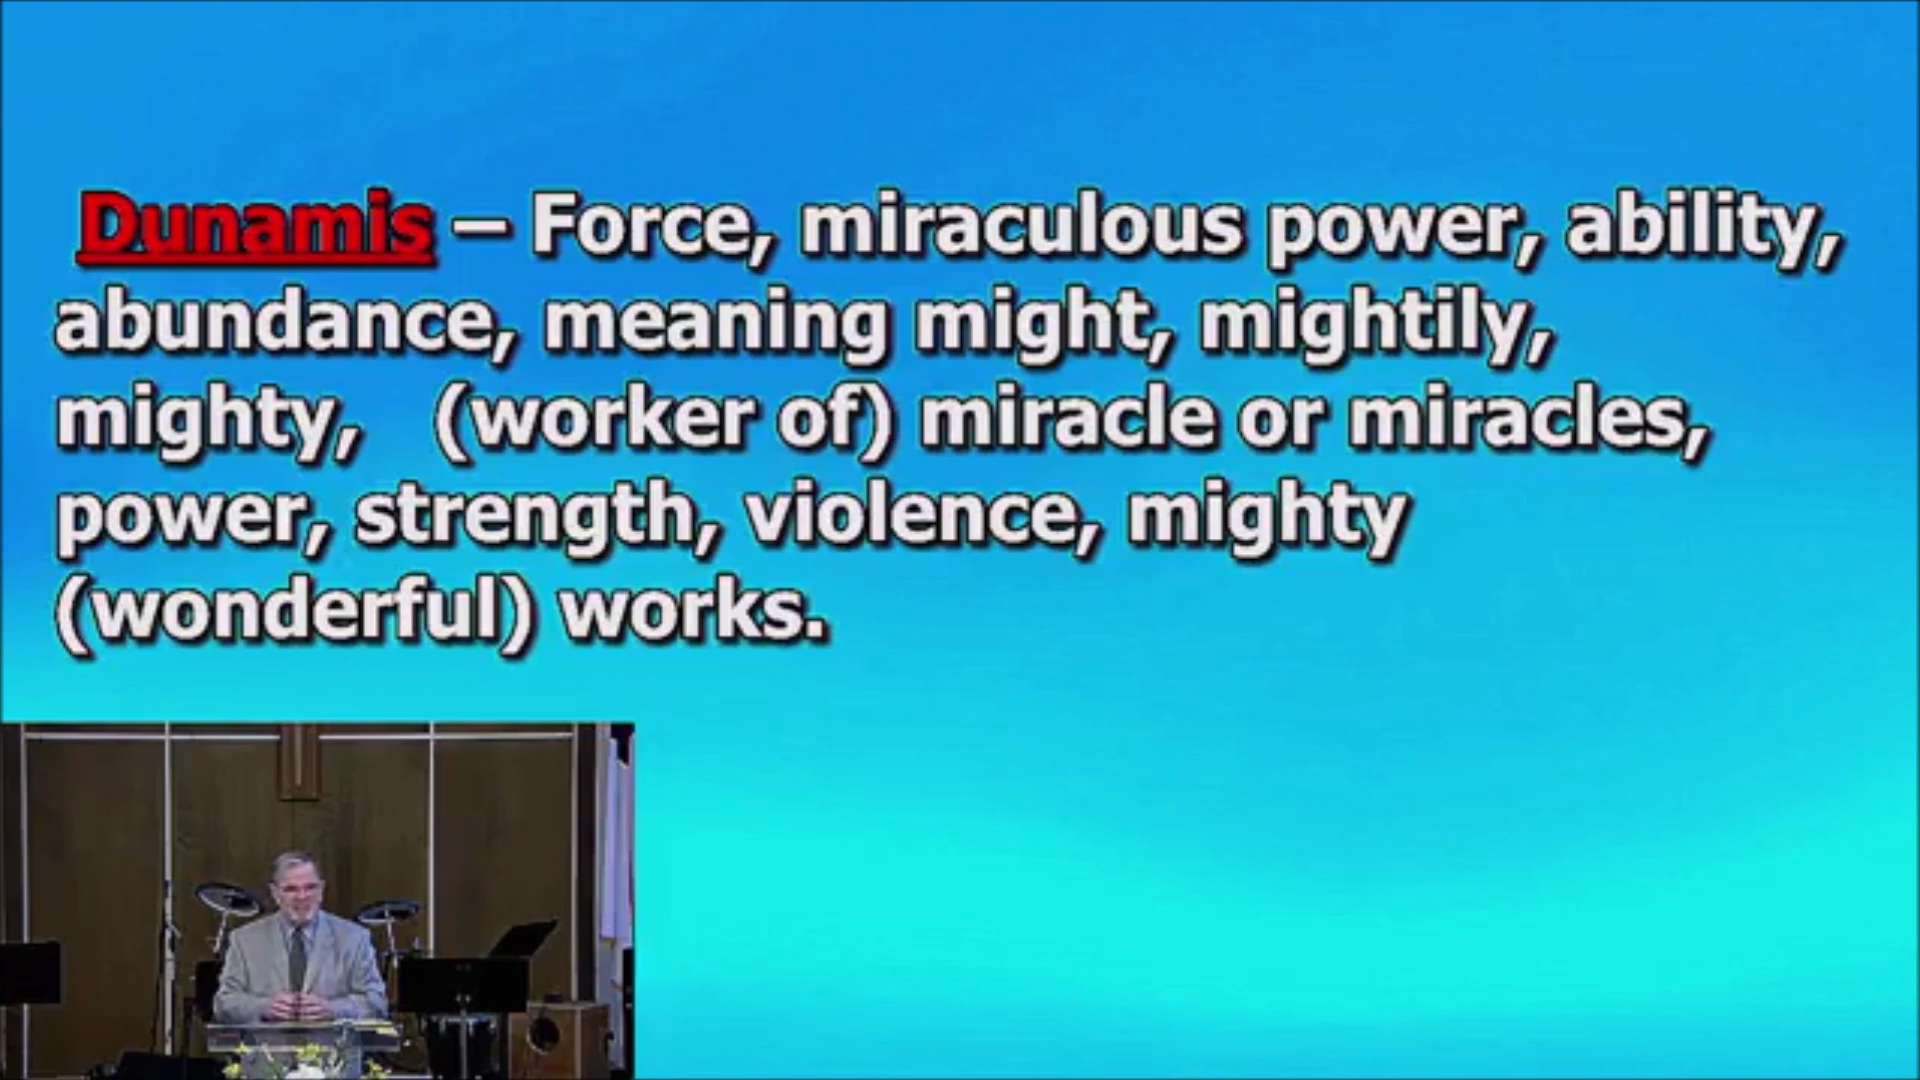 Dunamis – Force, miraculous power, ability,
abundance, meaning might, mightily,
mighty, (worker of) miracle or miracles,
power, strength, violence, mighty
(wonderful) works.